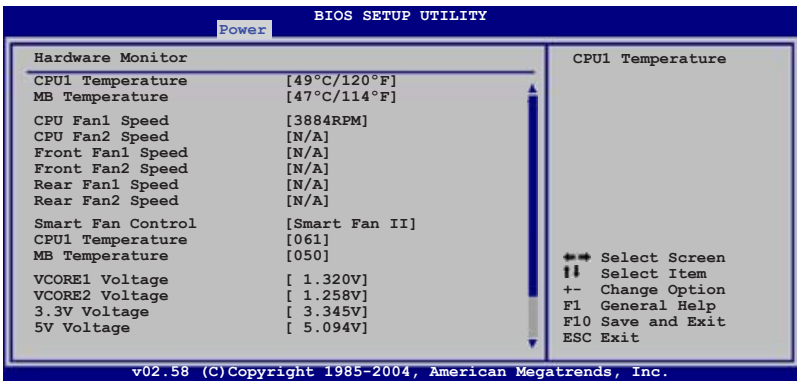 BIOS SETUP UTILITY
Power
Hardware Monitor
CPU1 Temperature [49°C/120°F]
MB Temperature [47°C/114°F]
CPU Fan1 Speed [3884RPM]
CPU Fan2 Speed [N/A]
Front Fan1 Speed [N/A]
Front Fan2 Speed [N/A]
Rear Fan1 Speed [N/A]
Rear Fan2 Speed [N/A]
Smart Fan Control [Smart Fan II]
CPU1 Temperature [061]
MB Temperature [050]
VCORE1 Voltage [ 1.320V]
VCORE2 Voltage [ 1.258V]
3.3V Voltage [ 3.345V]
5V Voltage [ 5.094V]
CPU1 Temperature
Select Screen
Select Item
+- Change Option
F1 General Help
F10 Save and Exit
ESC Exit
v02.58 (C)Copyright 1985-2004, American Megatrends, Inc.